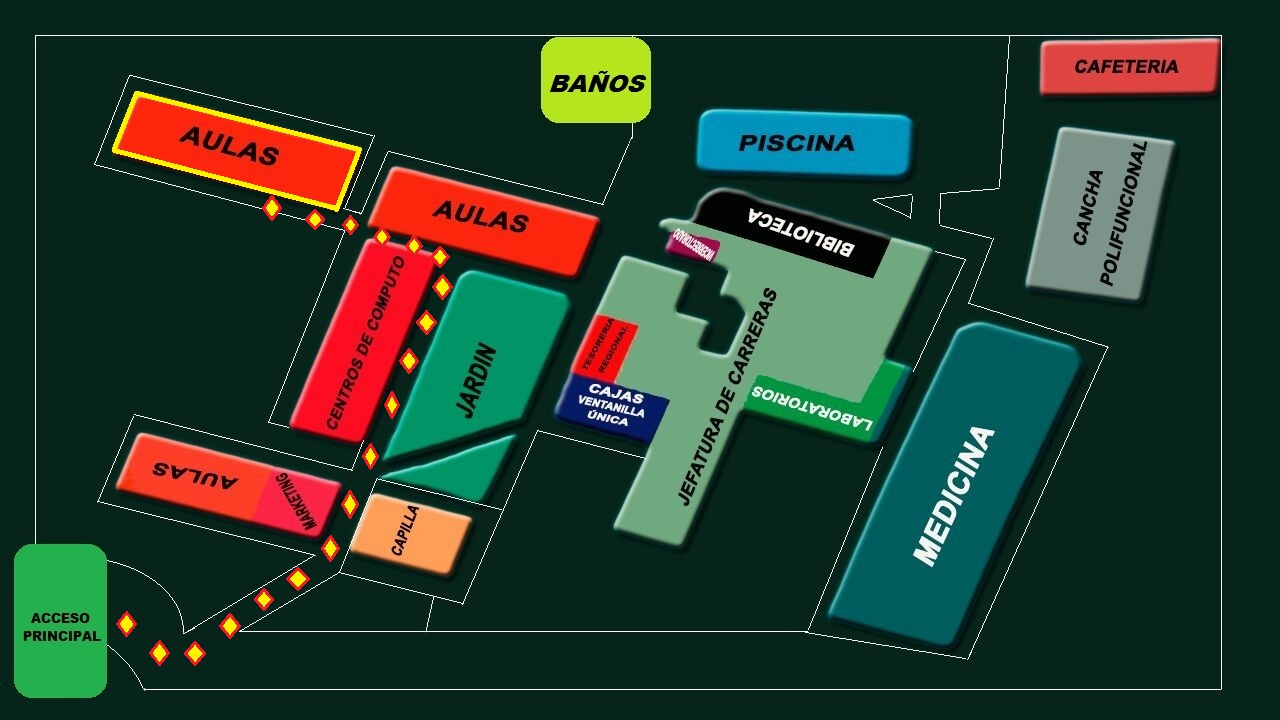 BAÑOS
CAFETERIA
AULAS
PISCINA
AULAS
CANCHA
POLIFUNCIONAL
BIBLIOTECA
VICERRECTORADO
CENTROS DE COMPUTO
JARDIN
TESORERIA
REGIONAL
CAJAS
VENTANILLA
ÚNICA
JEFATURA DE CARRERAS
LABORATORIOS
MEDICINA
AULAS
MARKETING
CAPILLA
ACCESO
PRINCIPAL